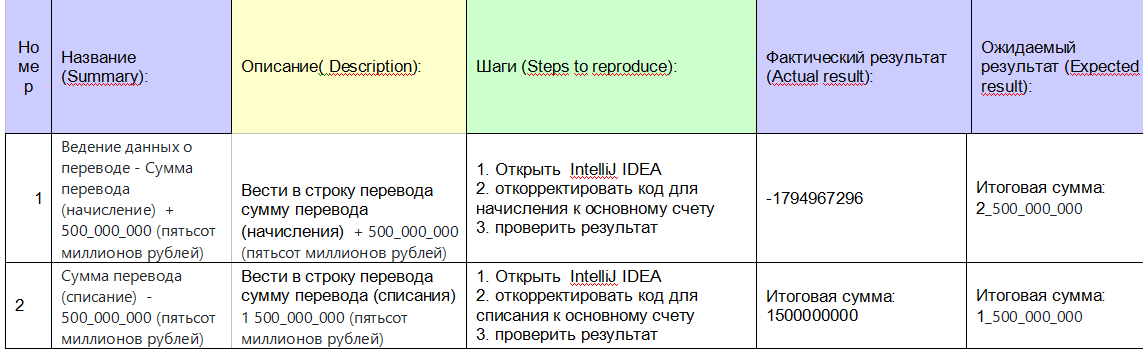 Но
ме
р
Название
(Summary):
Описание( Description):
Шаги (Steps to reproduce):
Фактический результат
(Actual result):
Ожидаемый
результат (Expected
result):
1
Ведение данных о
переводе - Сумма
перевода
(начисление)  +
500_000_000 (пятьсот
миллионов рублей)
Вести в строку перевода
сумму перевода
(начисления)  + 500_000_000
(пятьсот миллионов рублей)
1. Открыть  IntelliJ IDEA
2. откорректировать код для
начисления к основному счету
3. проверить результат
-1794967296
Итоговая сумма:
2_500_000_000
2
Сумма перевода
(списание)  -
500_000_000 (пятьсот
миллионов рублей)
Вести в строку перевода
сумму перевода (списания)
1 500_000_000 (пятьсот
миллионов рублей)
1. Открыть  IntelliJ IDEA
2. откорректировать код для
списания к основному счету
3. проверить результат
Итоговая сумма:
1500000000
Итоговая сумма:
1_500_000_000